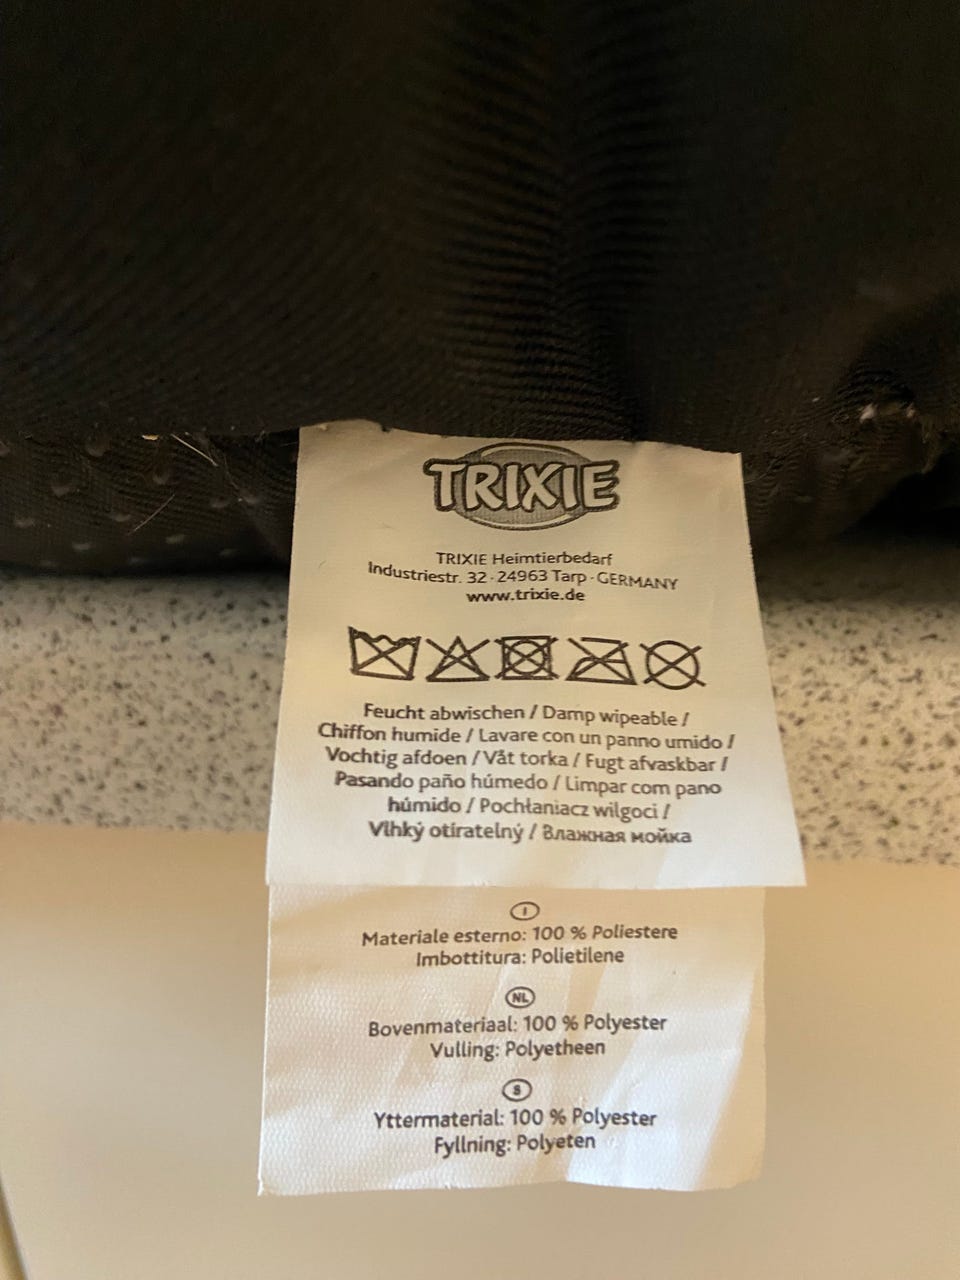 TRIXIE
TRIXIE Heimtierbedarf
Industriestr. 32 · 24963 Tarp · GERMANY
www.trixie.de
Feucht abwischen / Damp wipeable /
Chiffon humide / Lavare con un panno umido /
Vochtig afdoen / Våt torka / Fugt afvaskbar /
Pasando paño húmedo / Limpar com pano
húmido / Pochłaniacz wilgoci /
Vlhký otíratelný / Влажная мойка
I
Materiale esterno: 100 % Poliestere
Imbottitura: Polietilene
NL
Bovenmateriaal: 100 % Polyester
Vulling: Polyetheen
S
Yttermaterial: 100 % Polyester
Fyllning: Polyeten